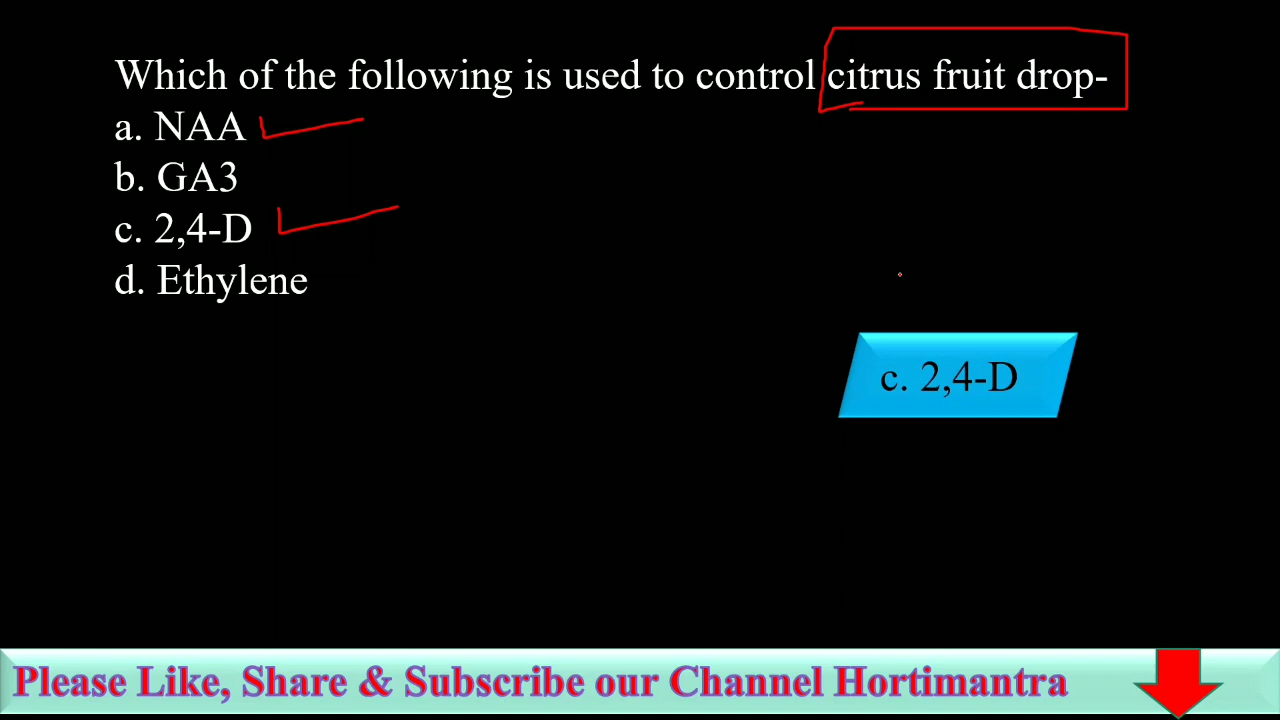 Which of the following is used to control citrus fruit drop-
a. NAA
b. GA3
c. 2,4-D
d. Ethylene
c. 2,4-D
Please Like, Share & Subscribe our Channel Hortimantra